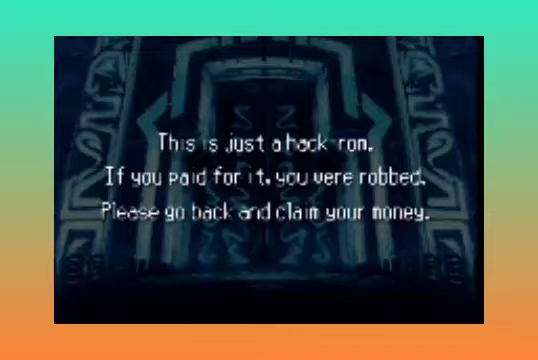 This is just a hack rom.
If you paid for it, you were robbed.
Please go back and claim your money.